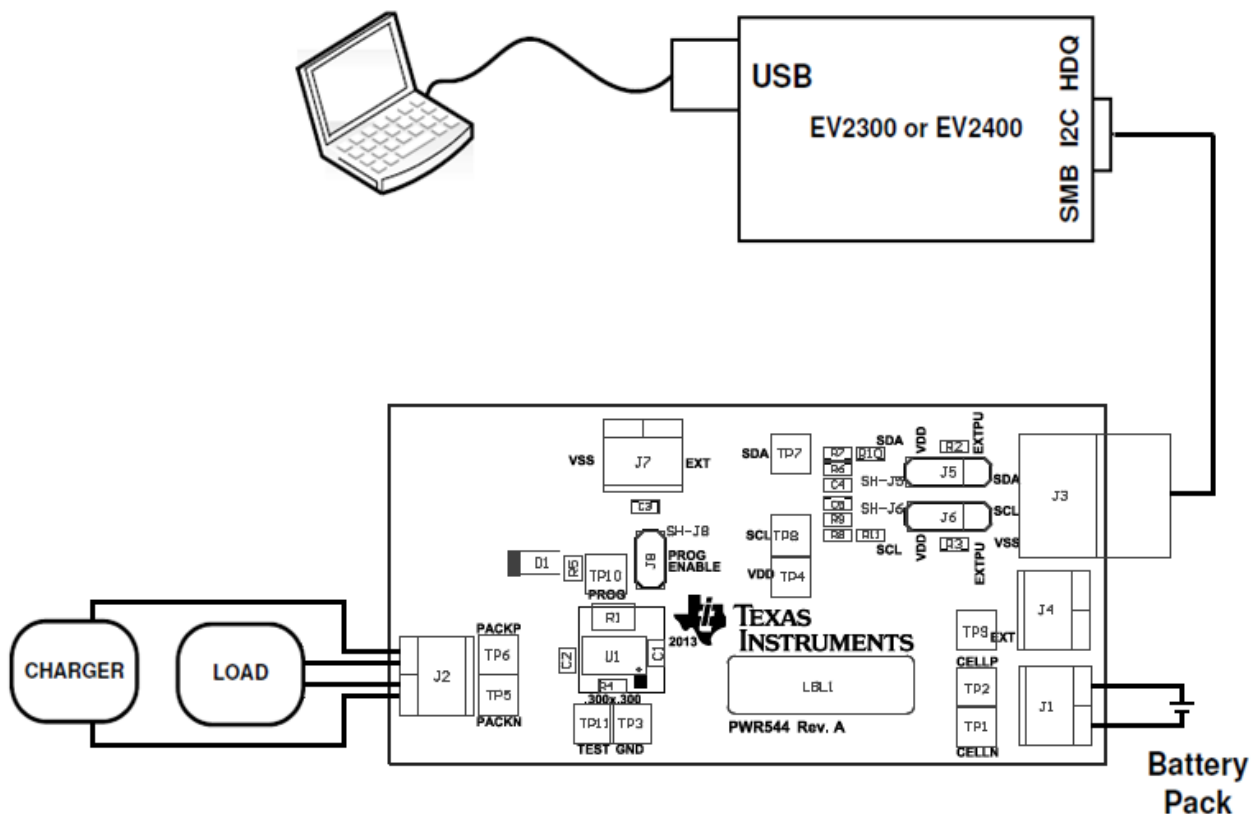 USB
EV2300 or EV2400
HDQ
I2C
SMB
VSS
J7
EXT
C3
SH-J8
J8
PROG
ENABLE
D1
R5
TP10
PROG
SDA
TP7
SCL
TP8
VDD
TP4
R7
R10
R6
C4
C5
R9
R8
R11
SDA
VDD
R2
EXTPU
SH-J5
J5
SDA
SH-J6
J6
SCL
SCL
VDD
R3
EXTPU
VSS
J3
CHARGER
LOAD
PACKP
J2
TP6
TP5
PACKN
R1
C2
U1
C1
R4
.300x.300
TP11
TP3
TEST
GND
2013
TEXAS
INSTRUMENTS
LBL1
PWR544 Rev. A
TP9
EXT
J4
CELLP
TP2
TP1
CELLN
J1
Battery
Pack